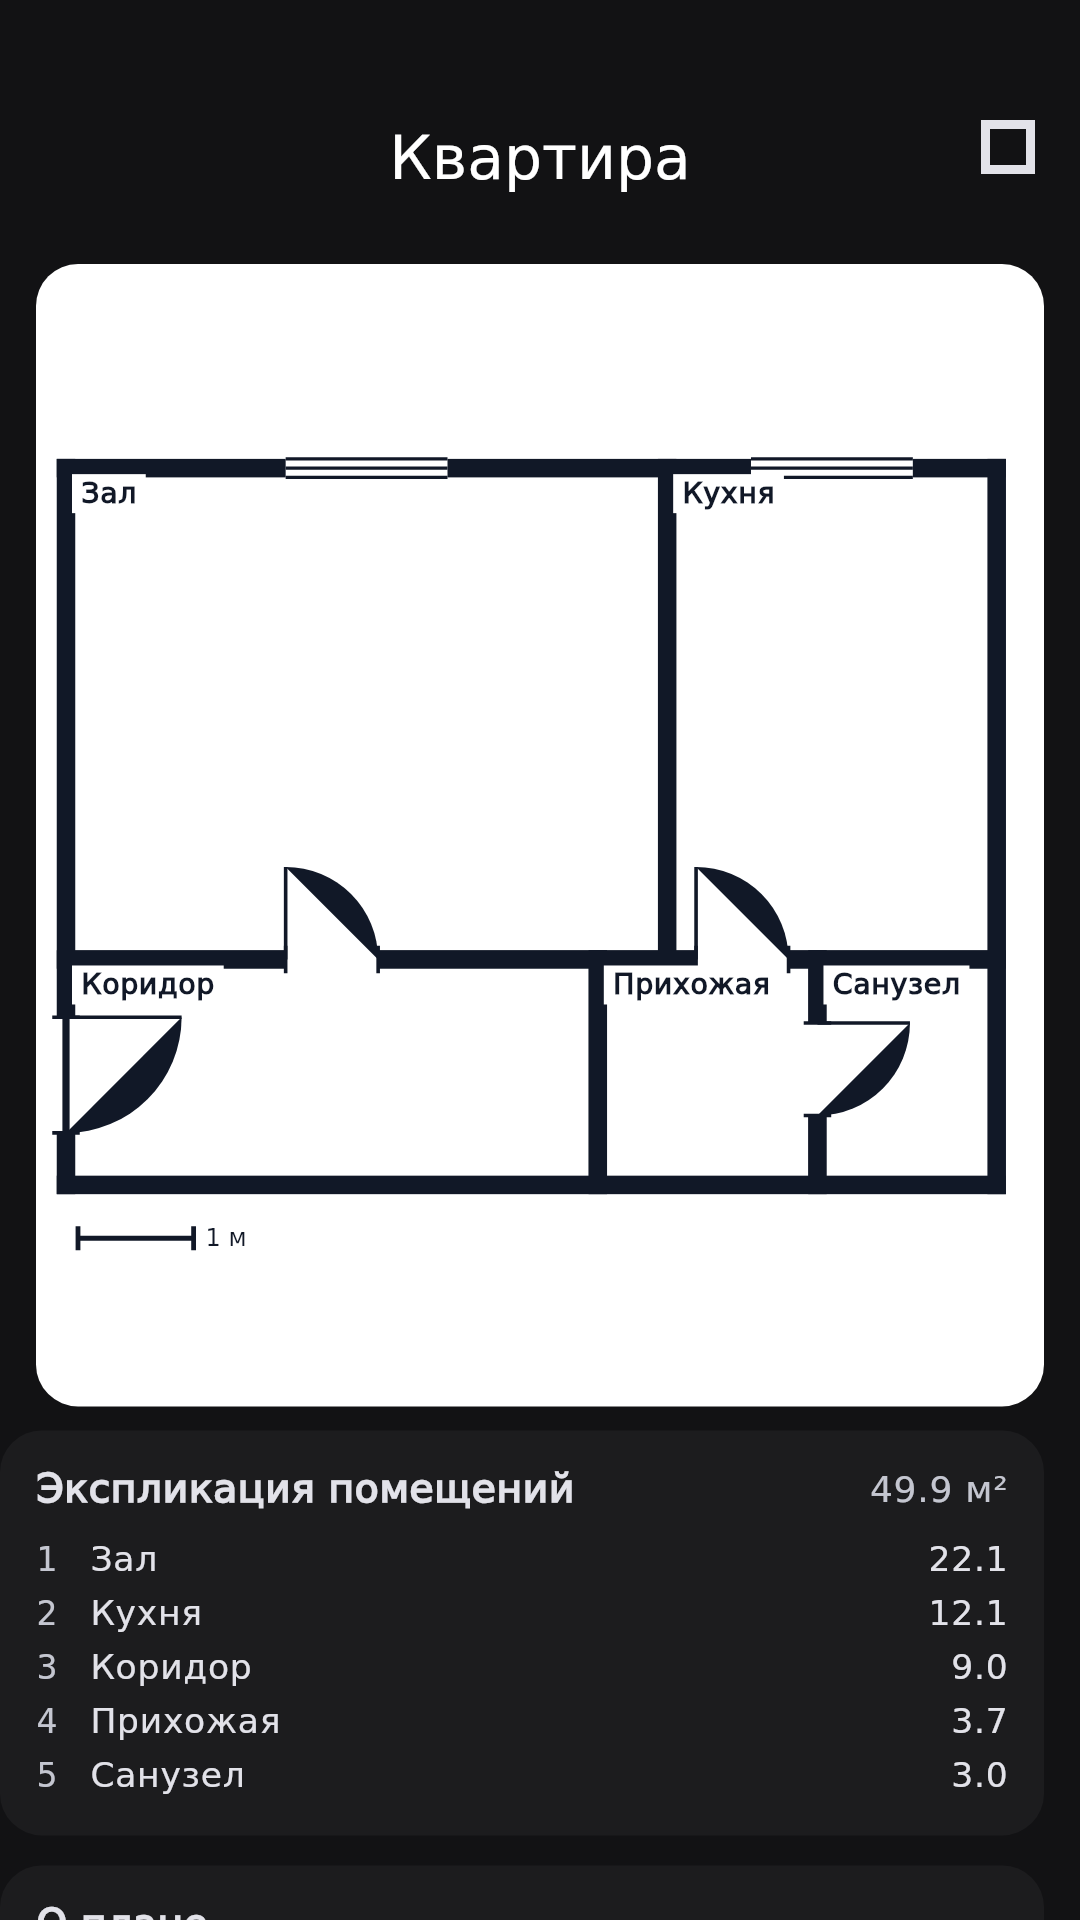 Квартира
Зал
Кухня
Коридор
Прихожая
Санузел
1 м
Экспликация помещений 49.9 м²
1 Зал 22.1
2 Кухня 12.1
3 Коридор 9.0
4 Прихожая 3.7
5 Санузел 3.0
О плане